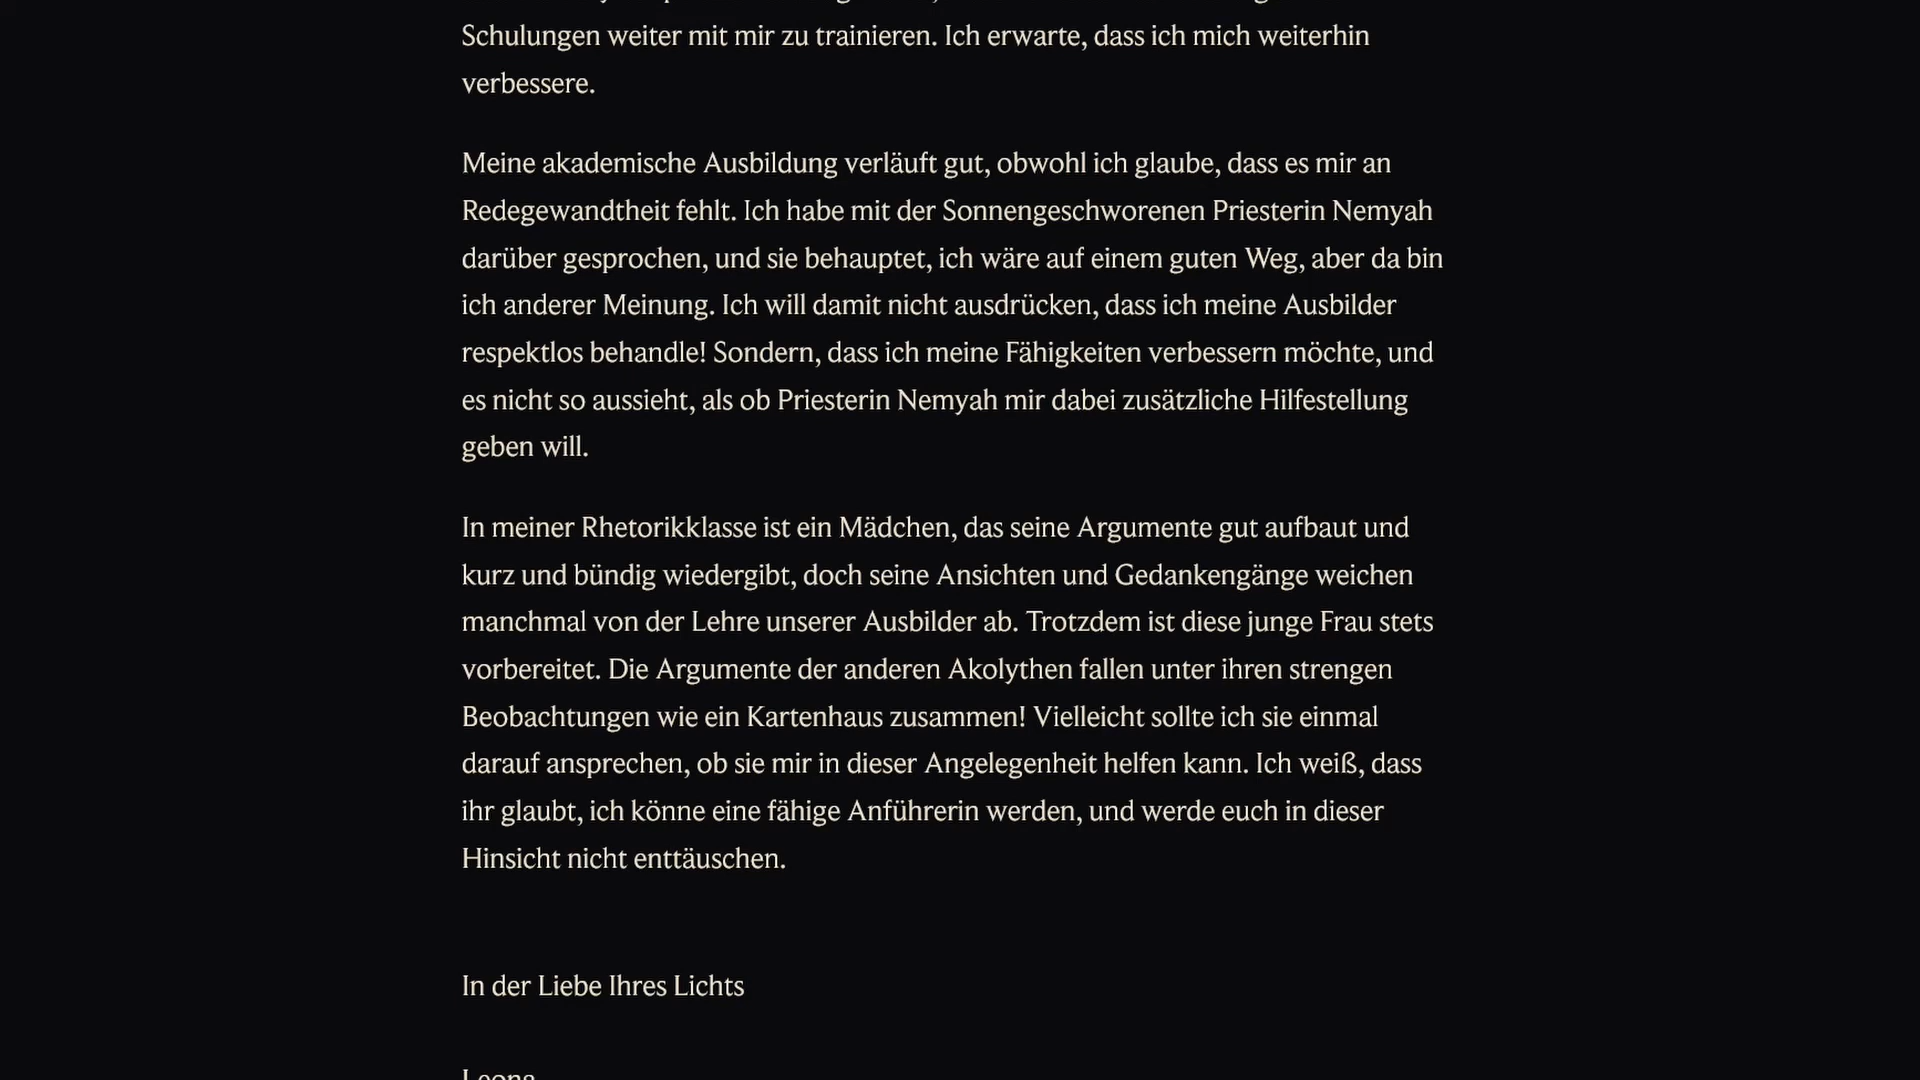 Schulungen weiter mit mir zu trainieren. Ich erwarte, dass ich mich weiterhin
verbessere.
Meine akademische Ausbildung verläuft gut, obwohl ich glaube, dass es mir an
Redegewandtheit fehlt. Ich habe mit der Sonnengeschworenen Priesterin Nemyah
darüber gesprochen, und sie behauptet, ich wäre auf einem guten Weg, aber da bin
ich anderer Meinung. Ich will damit nicht ausdrücken, dass ich meine Ausbilder
respektlos behandle! Sondern, dass ich meine Fähigkeiten verbessern möchte, und
es nicht so aussieht, als ob Priesterin Nemyah mir dabei zusätzliche Hilfestellung
geben will.
In meiner Rhetorikklasse ist ein Mädchen, das seine Argumente gut aufbaut und
kurz und bündig wiedergibt, doch seine Ansichten und Gedankengänge weichen
manchmal von der Lehre unserer Ausbilder ab. Trotzdem ist diese junge Frau stets
vorbereitet. Die Argumente der anderen Akolythen fallen unter ihren strengen
Beobachtungen wie ein Kartenhaus zusammen! Vielleicht sollte ich sie einmal
darauf ansprechen, ob sie mir in dieser Angelegenheit helfen kann. Ich weiß, dass
ihr glaubt, ich könne eine fähige Anführerin werden, und werde euch in dieser
Hinsicht nicht enttäuschen.
In der Liebe Ihres Lichts
Leona